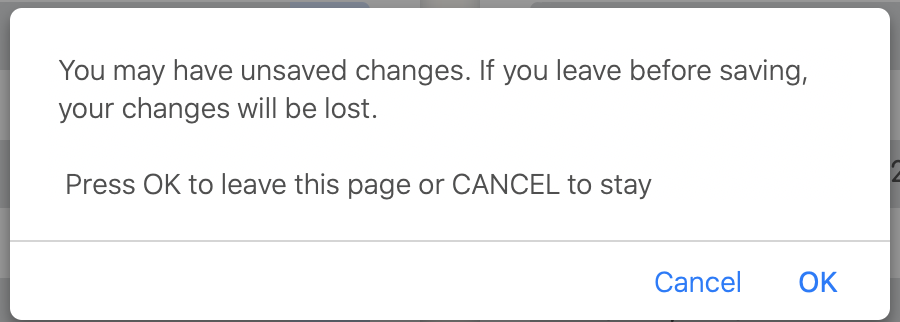 You may have unsaved changes. If you leave before saving,
your changes will be lost.
Press OK to leave this page or CANCEL to stay
Cancel OK